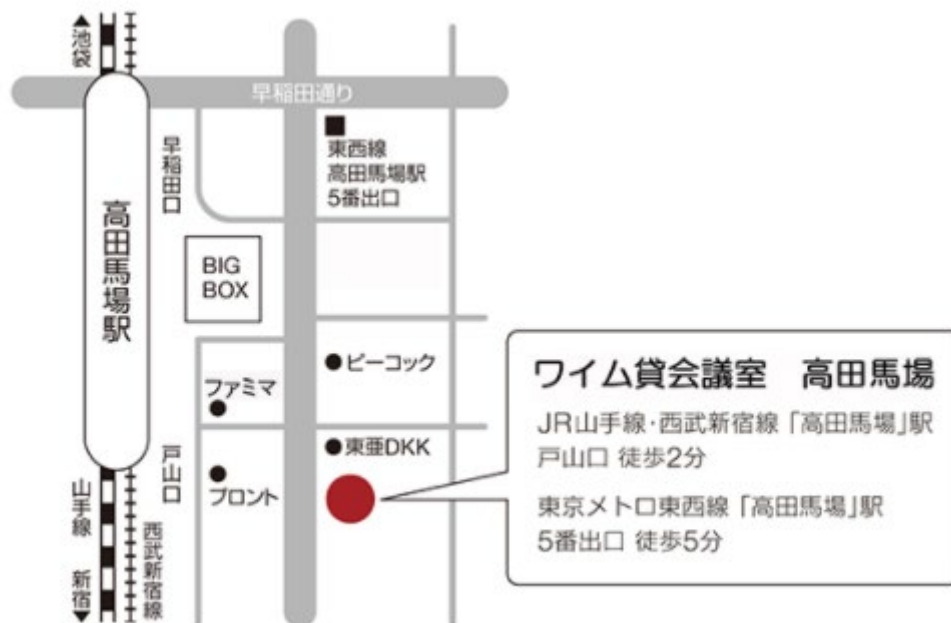 ▲池袋
早稲田通り
早稲田口
東西線
高田馬場駅
5番出口
高田馬場駅
BIG
BOX
ピーコック
ファミマ
東亜DKK
戸山口
プロント
山手線
西武新宿線
新宿▼
ワイム貸会議室 高田馬場
JR山手線・西武新宿線「高田馬場」駅
戸山口 徒歩2分
東京メトロ東西線「高田馬場」駅
5番出口 徒歩5分